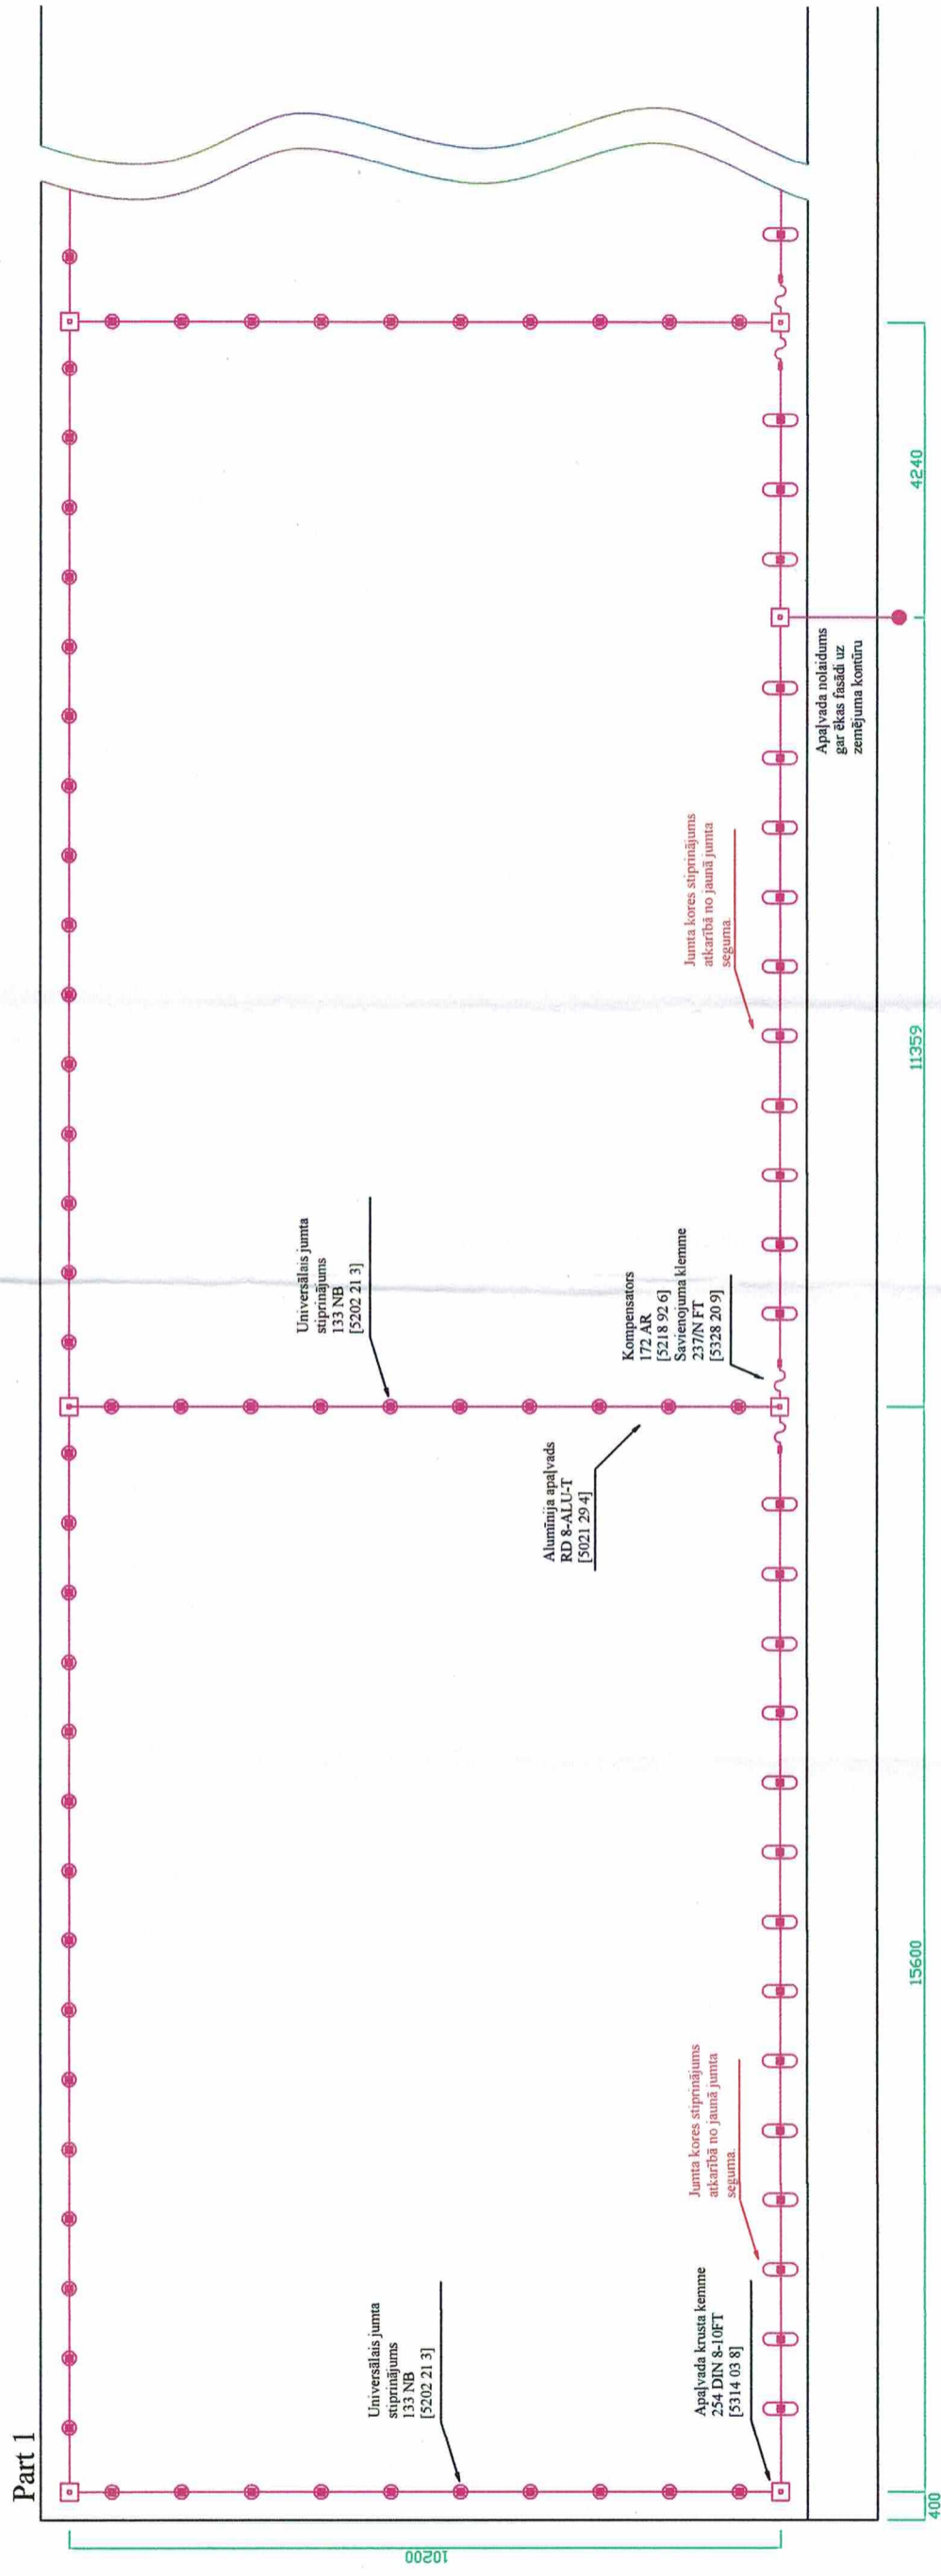 Part 1
Universālais jumta
stiprinājums
133 NB
[5202 21 3]
Apaļvada krusta kemme
254 DIN 8-10FT
[5314 03 8]
Jumta kores stiprinājums
atkarībā no jaunā jumta
seguma.
Universālais jumta
stiprinājums
133 NB
[5202 21 3]
Alumīnija apaļvads
RD 8-ALU-T
[5021 29 4]
Kompensators
172 AR
[5218 92 6]
Savienojuma klemme
237/N FT
[5328 20 9]
Jumta kores stiprinājums
atkarībā no jaunā jumta
seguma.
Apaļvada nolaidums
gar ēkas fasādi uz
zemējuma kontūru
10200
400
15600
11359
4240